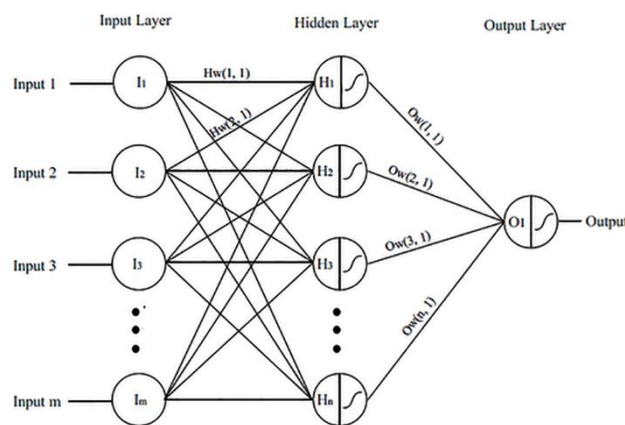 Input Layer
Hidden Layer
Output Layer
Input 1
I1
Hw(1, 1)
H1
Hw(2, 1)
Ow(1, 1)
Input 2
I2
H2
Ow(2, 1)
O1
Output
Input 3
I3
H3
Ow(3, 1)
Ow(n, 1)
Input m
Im
Hn